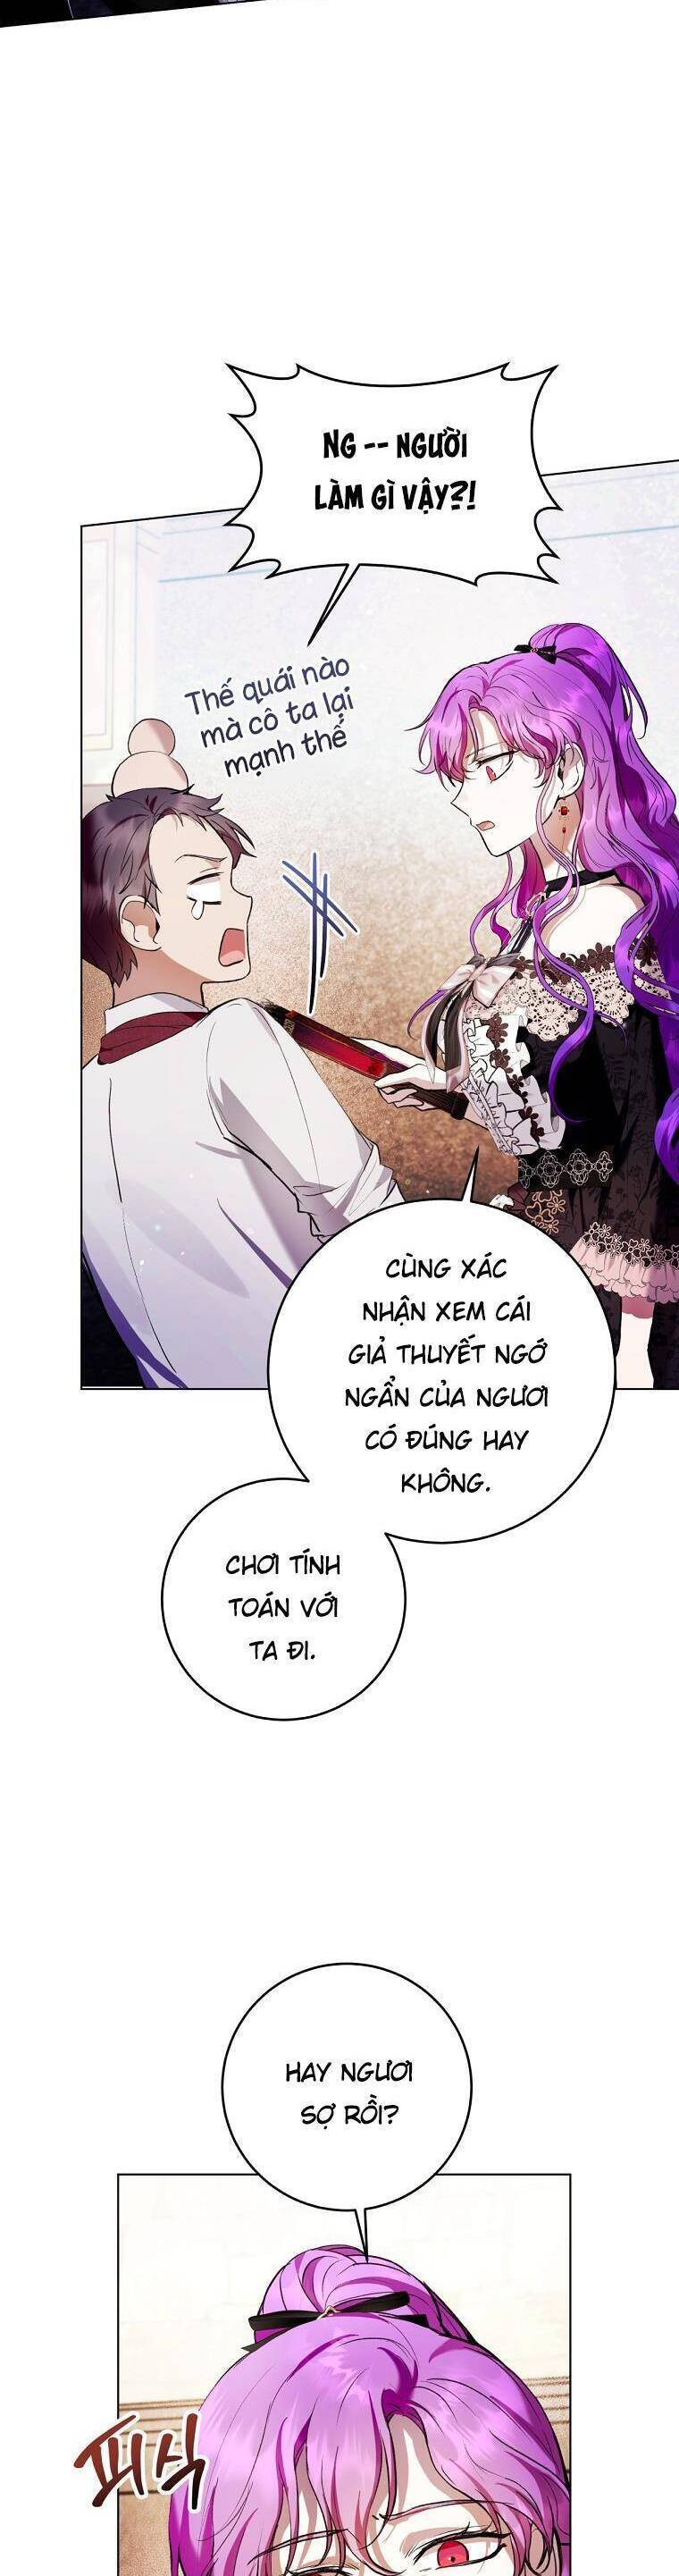 NG -- NGƯỜI
LÀM GÌ VẬY?!
Thế quái nào
mà cô ta lại
mạnh thế
CÙNG XÁC
NHẬN XEM CÁI
GIẢ THUYẾT NGỚ
NGẨN CỦA NGƯƠI
CÓ ĐÚNG HAY
KHÔNG.
CHƠI TÍNH
TOÁN VỚI
TA ĐI.
HAY NGƯƠI
SỢ RỒI?
피식